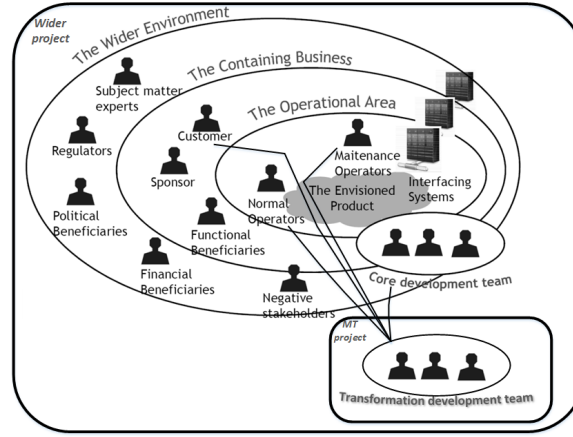 Wider
project
The Wider Environment
The Containing Business
The Operational Area
Subject matter
experts
Customer
Regulators
Maitenance
Operators
Sponsor
The Envisioned
Product
Interfacing
Systems
Normal
Operators
Political
Beneficiaries
Functional
Beneficiaries
Financial
Beneficiaries
Negative
stakeholders
Core development team
MT
project
Transformation development team